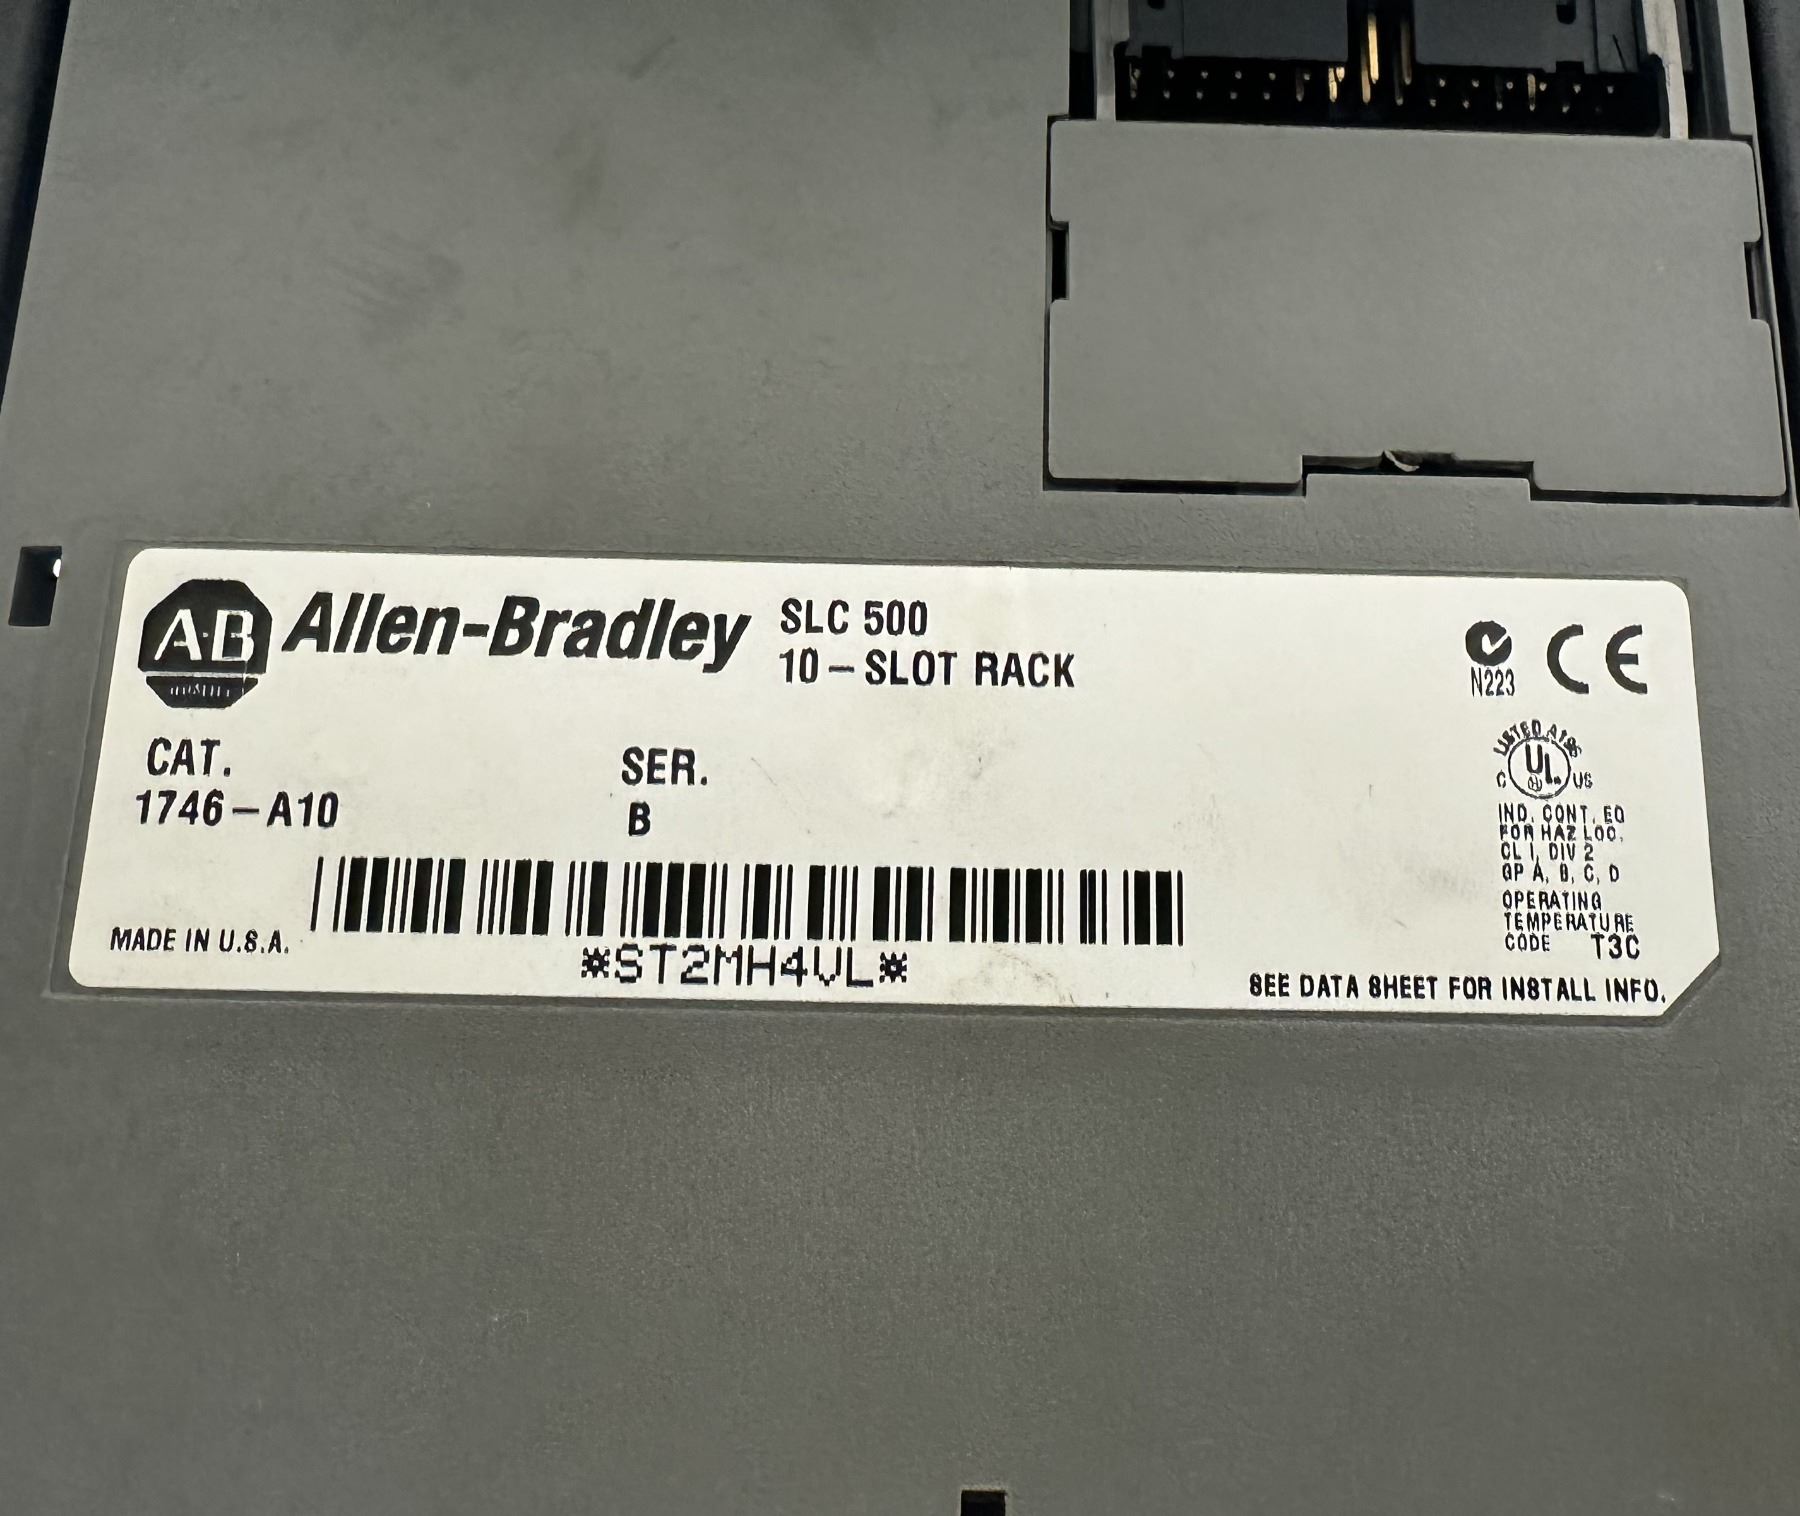 A-B
QUALITY
Allen-Bradley
SLC 500
10-SLOT RACK
N223
CE
CAT.
1746-A10
SER.
B
LISTED A196
C UL US
IND. CONT. EQ
FOR HAZ LOC.
CL I, DIV 2
GP A, B, C, D
OPERATING
TEMPERATURE
CODE T3C
MADE IN U.S.A.
*ST2MH4VL*
SEE DATA SHEET FOR INSTALL INFO.